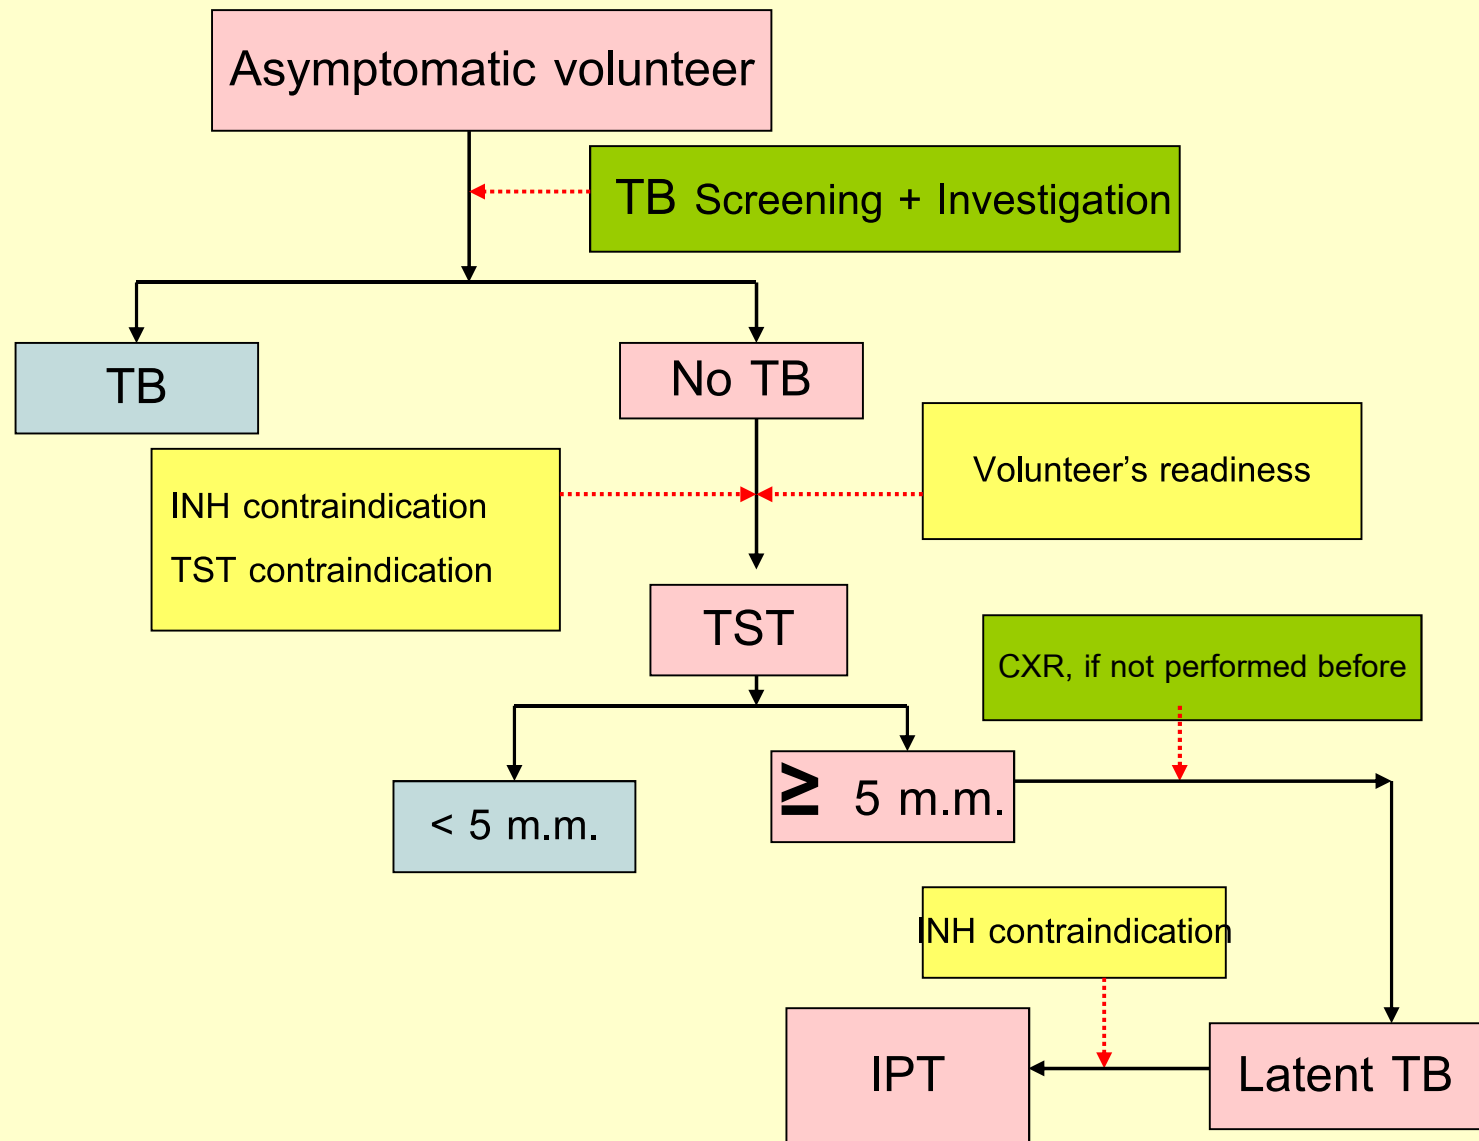 Asymptomatic volunteer
TB Screening + Investigation
TB
No TB
INH contraindication
TST contraindication
Volunteer’s readiness
TST
CXR, if not performed before
< 5 m.m.
≥ 5 m.m.
INH contraindication
IPT
Latent TB